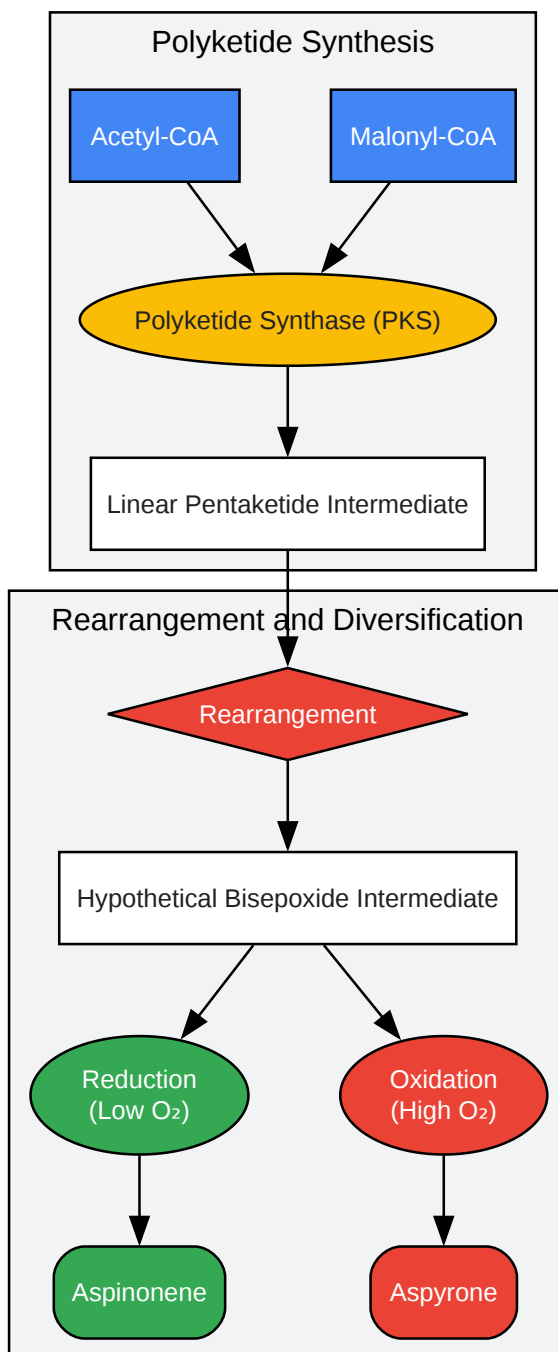 Polyketide Synthesis
Acetyl-CoA
Malonyl-CoA
Polyketide Synthase (PKS)
Linear Pentaketide Intermediate
Rearrangement and Diversification
Rearrangement
Hypothetical Bisepoxide Intermediate
Reduction
(Low O₂)
Oxidation
(High O₂)
Aspinonene
Aspyrone